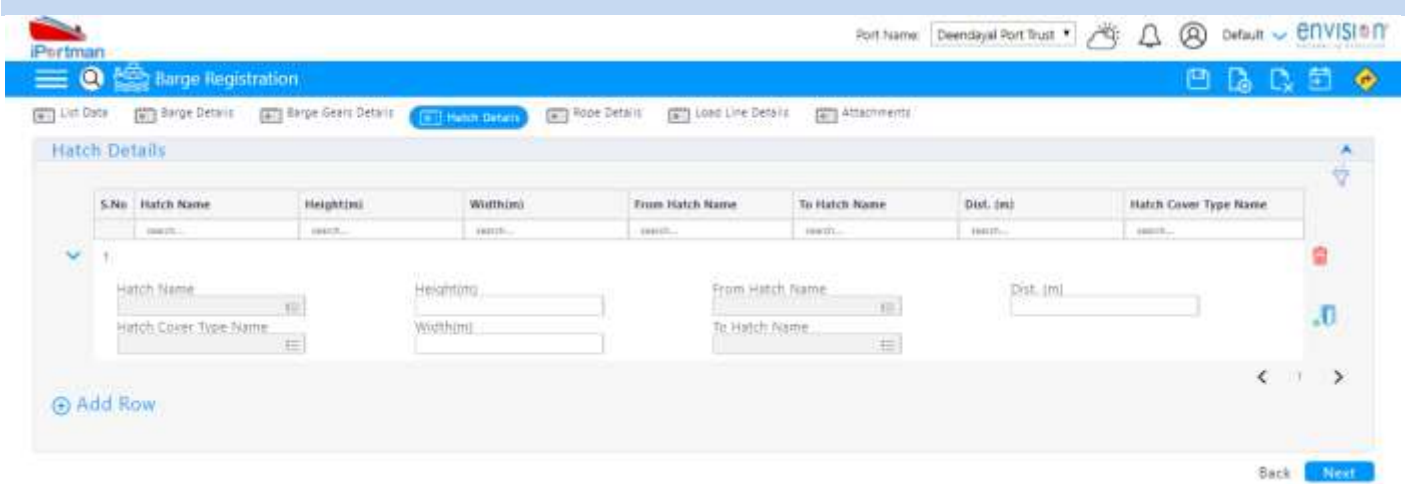 iPortman
Port Name: Deendayal Port Trust Default envision
Barge Registration
List Data Barge Details Barge Gears Details Hatch Details Rope Details Load Line Details Attachments
Hatch Details
S.No Hatch Name Height(m) Width(m) From Hatch Name To Hatch Name Dist. (m) Hatch Cover Type Name
search... search... search... search... search... search... search...
1
Hatch Name Height(m) From Hatch Name Dist. (m)
Hatch Cover Type Name Width(m) To Hatch Name
1
Add Row
Back Next